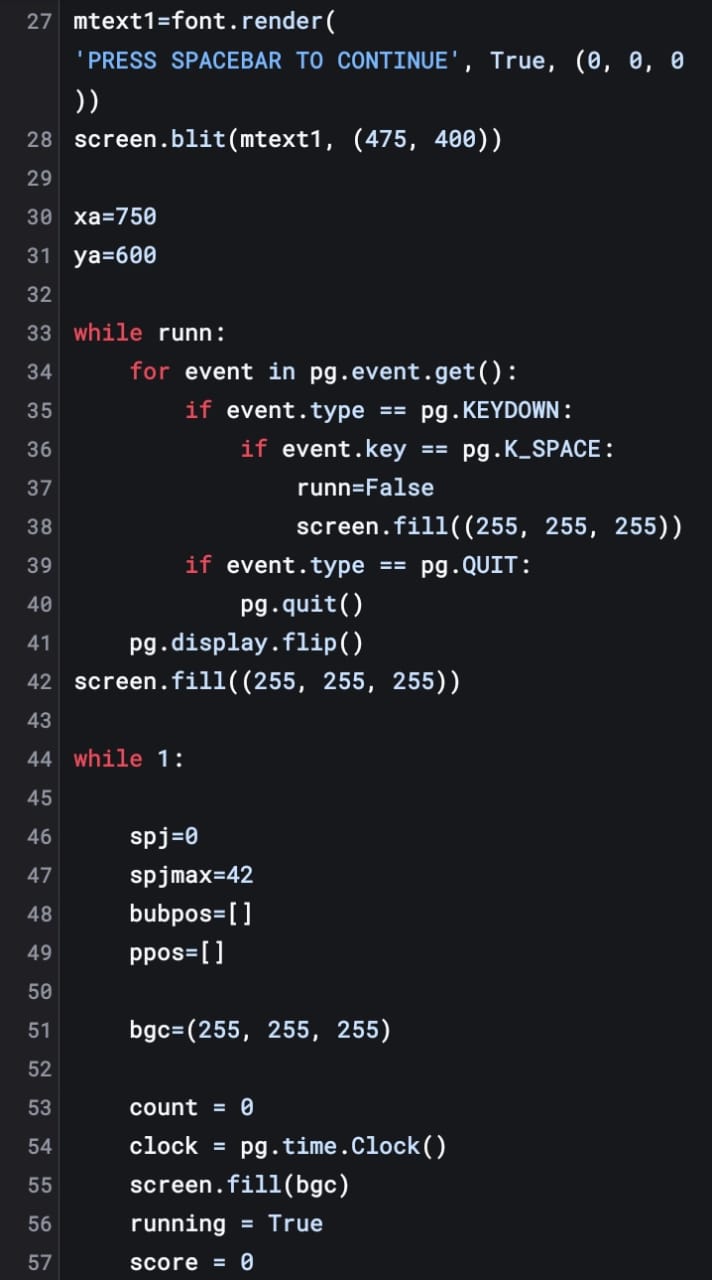 27 mtext1=font.render(
'PRESS SPACEBAR TO CONTINUE', True, (0, 0, 0
))
28 screen.blit(mtext1, (475, 400))
29
30 xa=750
31 ya=600
32
33 while runn:
34     for event in pg.event.get():
35         if event.type == pg.KEYDOWN:
36             if event.key == pg.K_SPACE:
37                 runn=False
38                 screen.fill((255, 255, 255))
39         if event.type == pg.QUIT:
40             pg.quit()
41     pg.display.flip()
42 screen.fill((255, 255, 255))
43
44 while 1:
45
46     spj=0
47     spjmax=42
48     bubpos=[]
49     ppos=[]
50
51     bgc=(255, 255, 255)
52
53     count = 0
54     clock = pg.time.Clock()
55     screen.fill(bgc)
56     running = True
57     score = 0